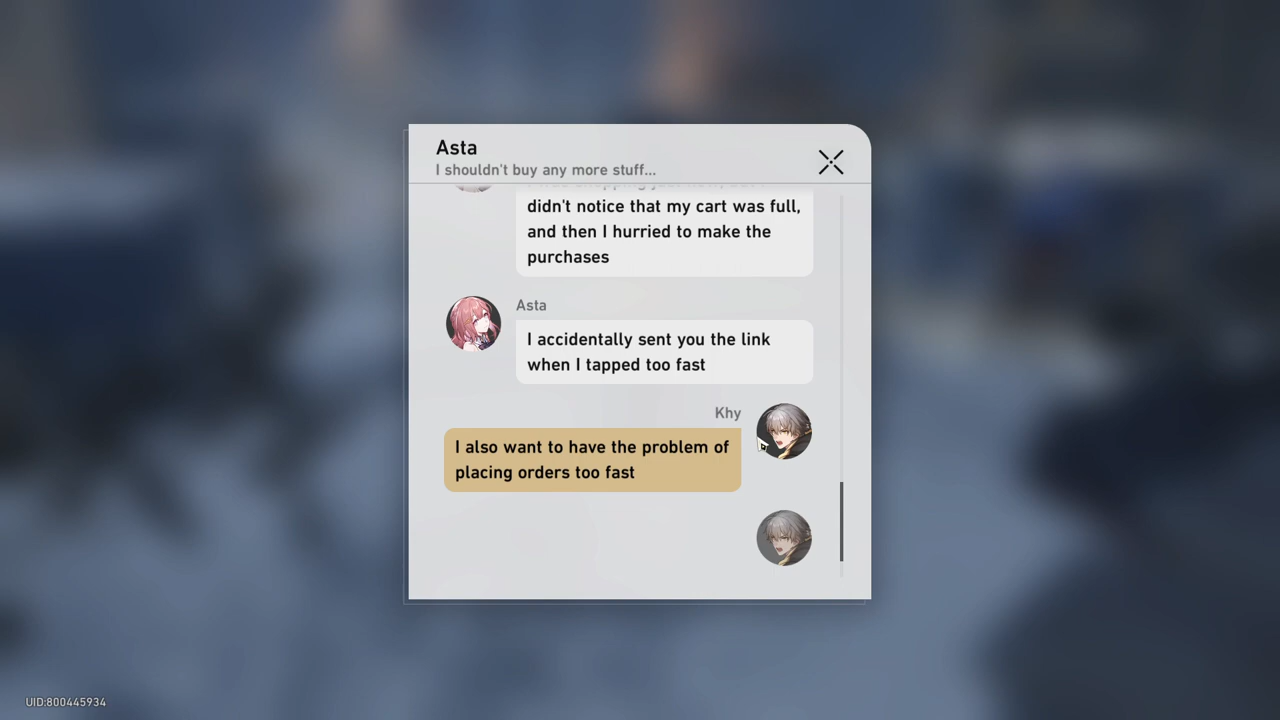 Asta
I shouldn't buy any more stuff...
didn't notice that my cart was full,
and then I hurried to make the
purchases
Asta
I accidentally sent you the link
when I tapped too fast
Khy
I also want to have the problem of
placing orders too fast
UID:800445934